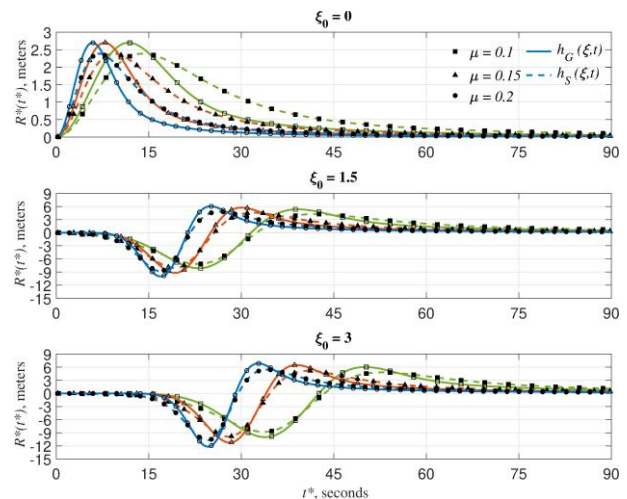 ξ₀ = 0
R*(t*), meters
3
2.5
2
1.5
1
0.5
0
μ = 0.1
μ = 0.15
μ = 0.2
h_G(ξ,t)
h_S(ξ,t)
0 15 30 45 60 75 90
ξ₀ = 1.5
R*(t*), meters
9
6
3
0
-3
-6
-9
-12
-15
0 15 30 45 60 75 90
ξ₀ = 3
R*(t*), meters
9
6
3
0
-3
-6
-9
-12
-15
0 15 30 45 60 75 90
t*, seconds